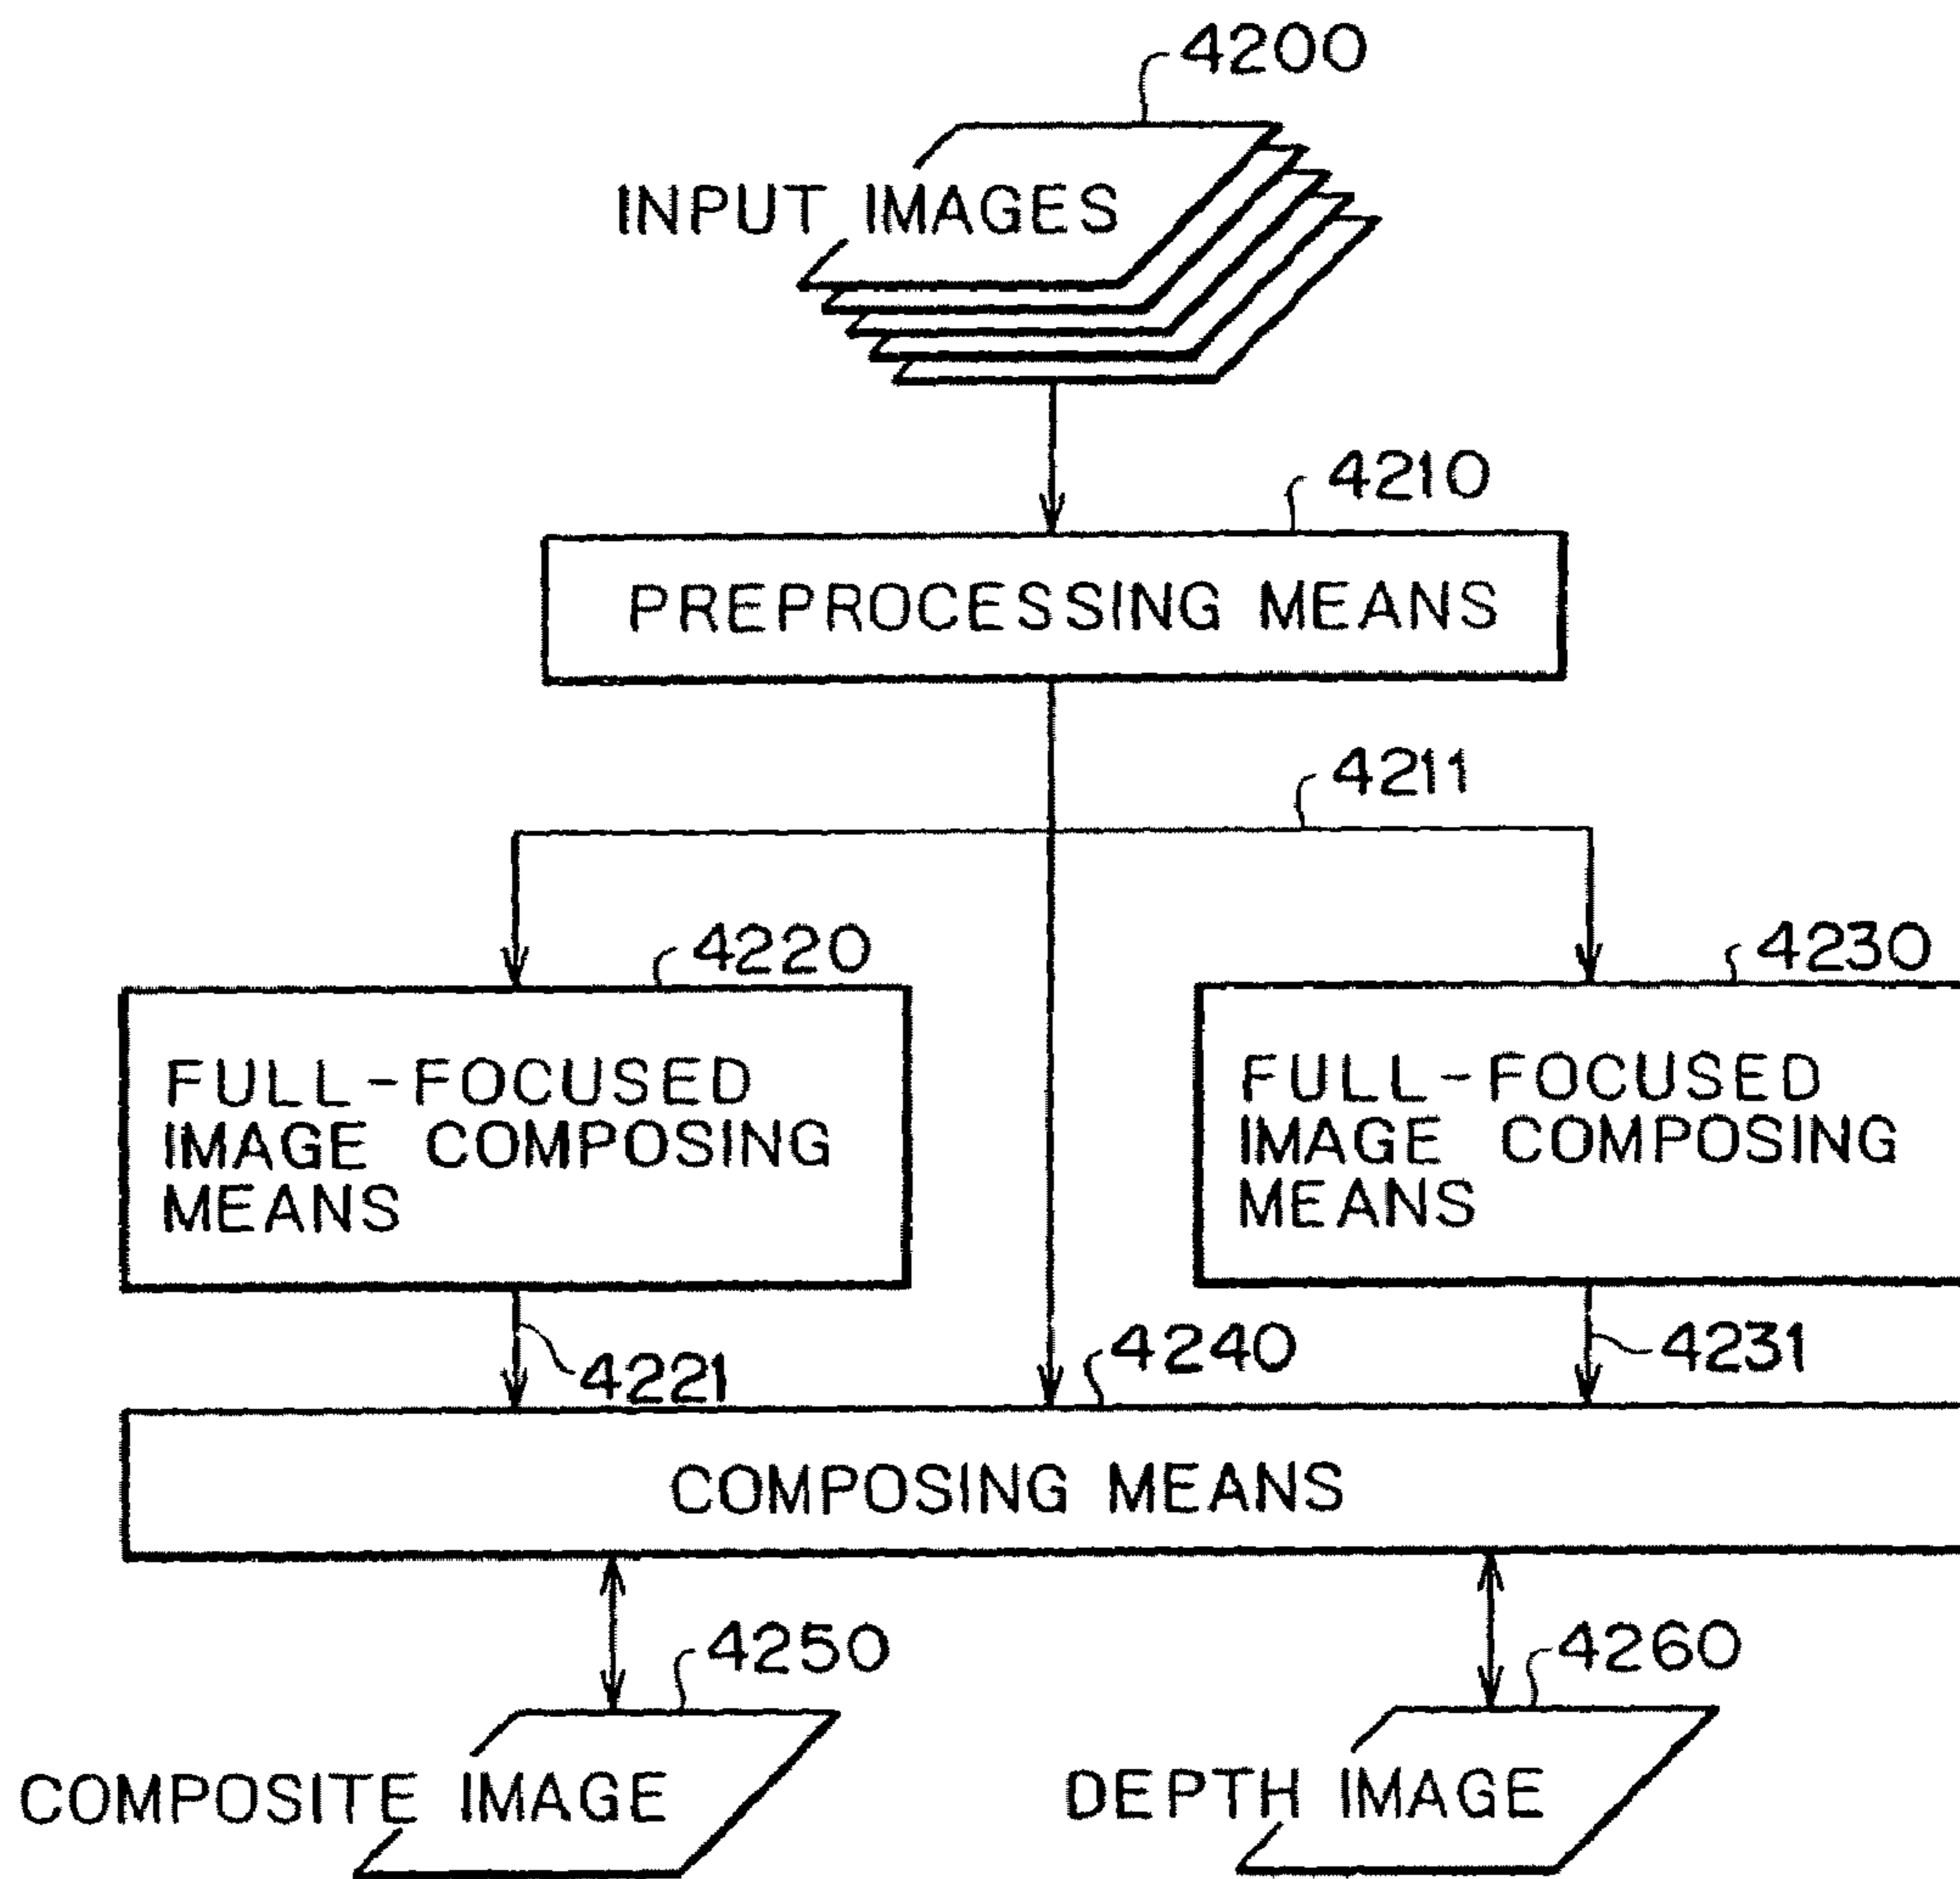 4200
INPUT IMAGES
4210
PREPROCESSING MEANS
4211
4220
4230
FULL-FOCUSED
IMAGE COMPOSING
MEANS
FULL-FOCUSED
IMAGE COMPOSING
MEANS
4221
4240
4231
COMPOSING MEANS
4250
4260
COMPOSITE IMAGE
DEPTH IMAGE